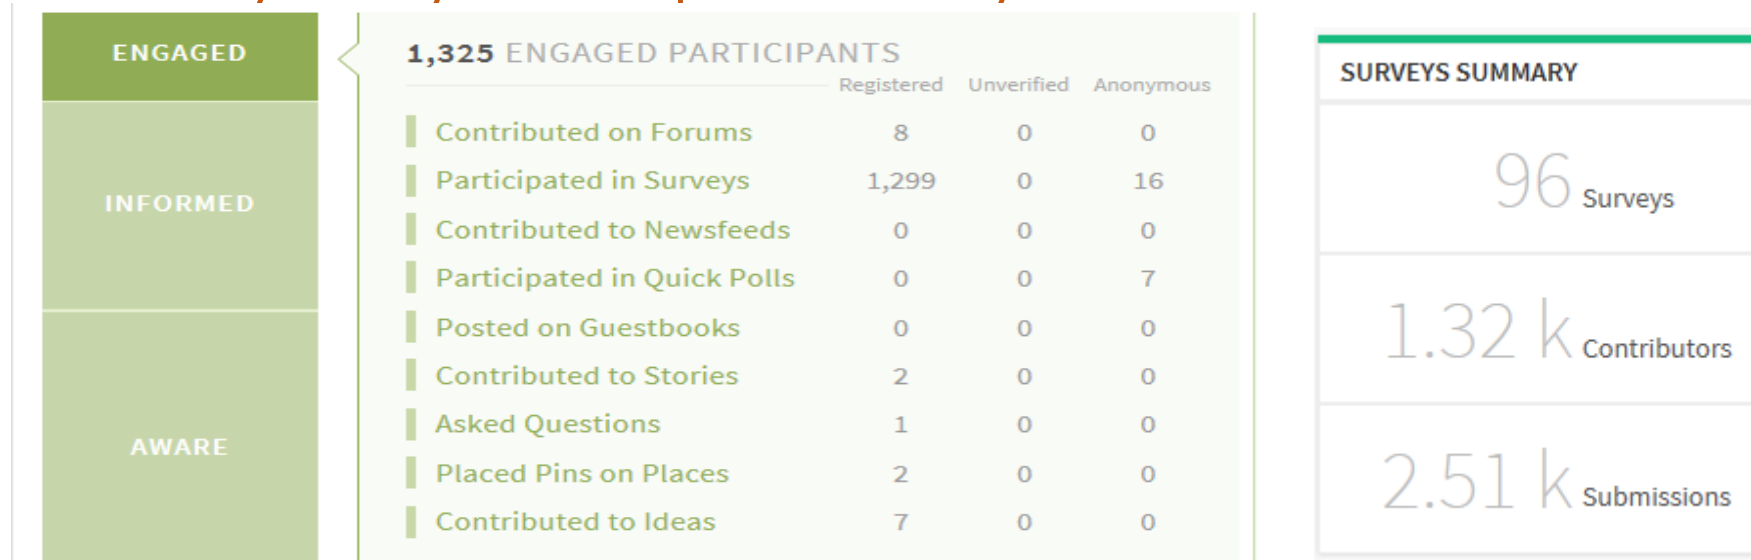 ENGAGED
INFORMED
AWARE
1,325 ENGAGED PARTICIPANTS
Registered Unverified Anonymous
Contributed on Forums 8 0 0
Participated in Surveys 1,299 0 16
Contributed to Newsfeeds 0 0 0
Participated in Quick Polls 0 0 7
Posted on Guestbooks 0 0 0
Contributed to Stories 2 0 0
Asked Questions 1 0 0
Placed Pins on Places 2 0 0
Contributed to Ideas 7 0 0
SURVEYS SUMMARY
96 Surveys
1.32 k Contributors
2.51 k Submissions